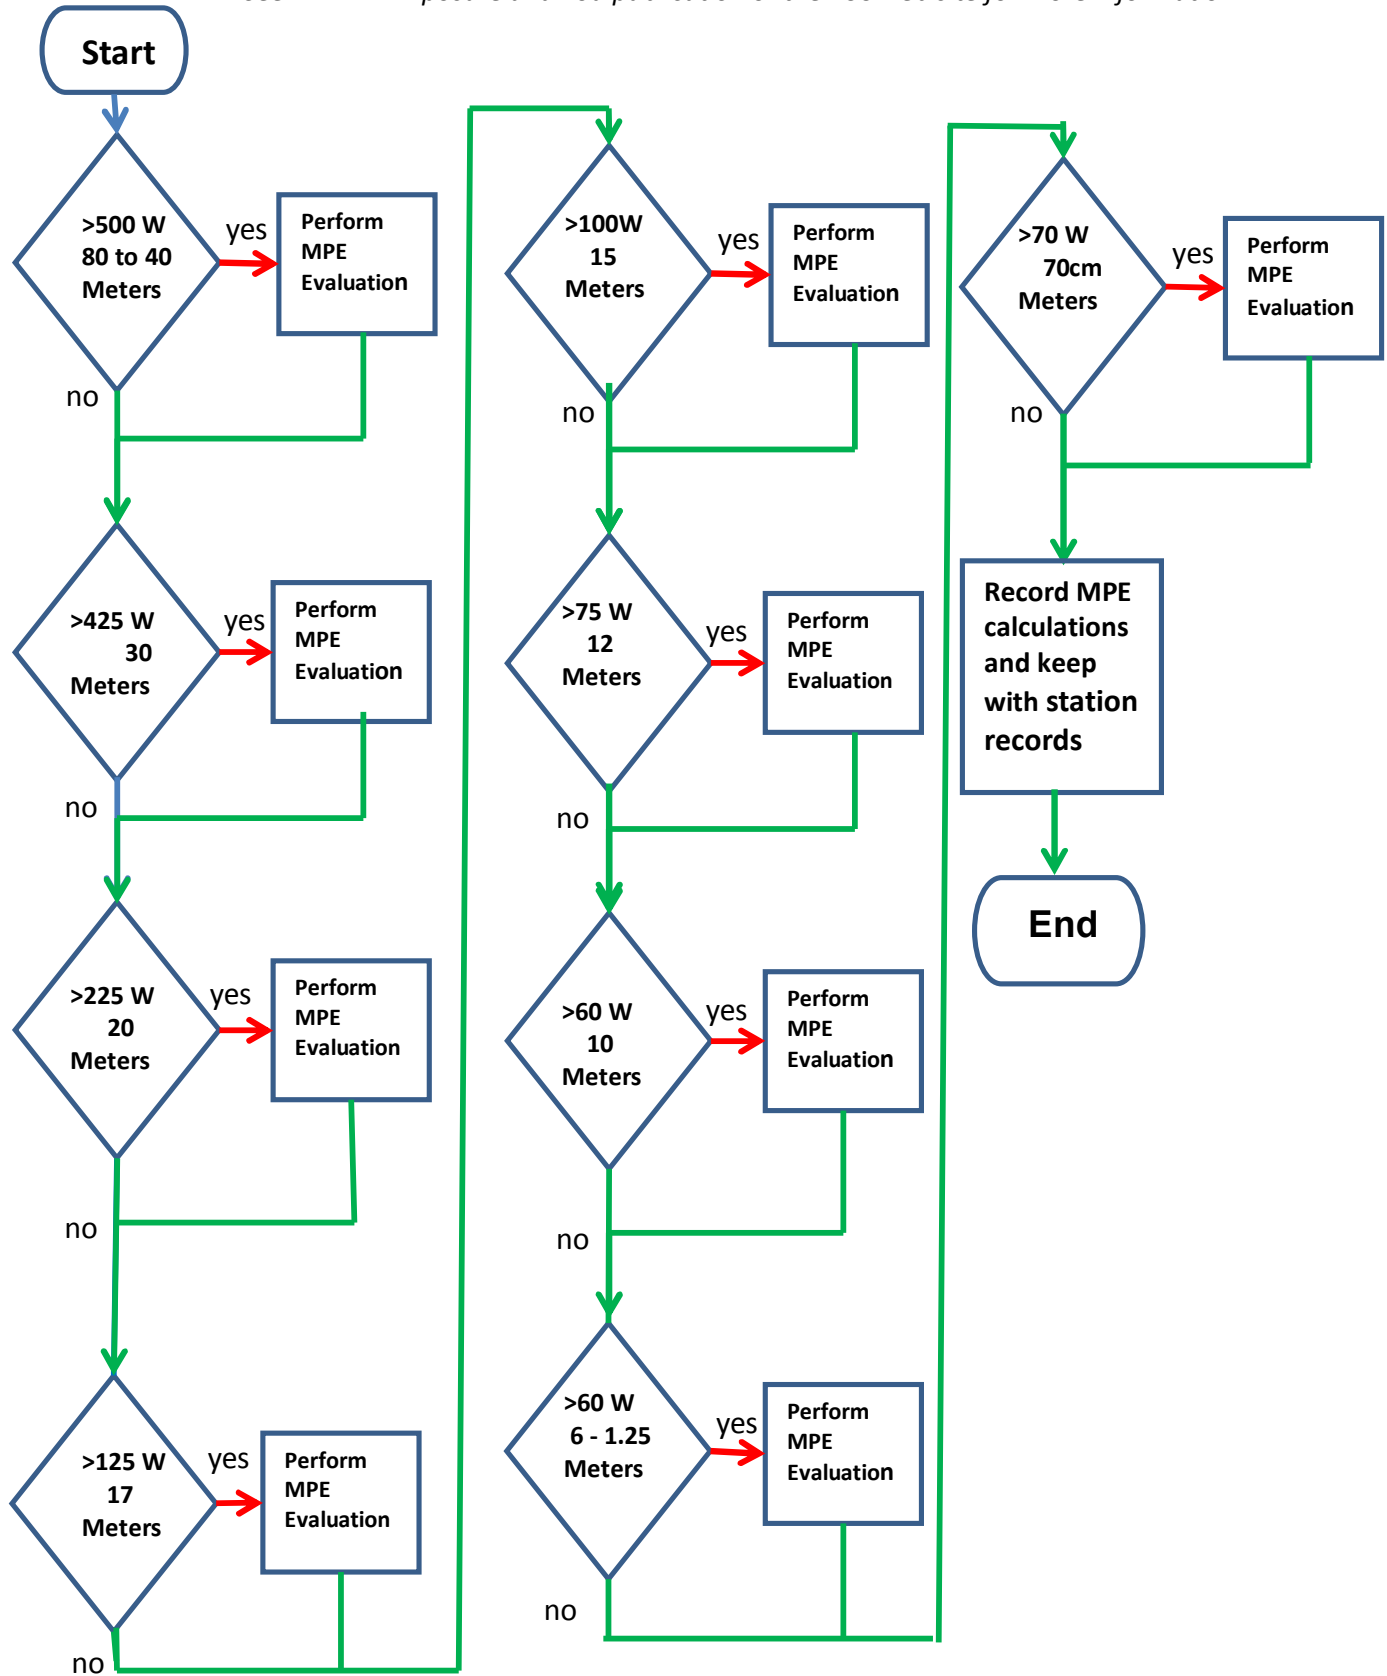 Start
>500 W
80 to 40
Meters
yes
Perform
MPE
Evaluation
no
>425 W
30
Meters
yes
Perform
MPE
Evaluation
no
>225 W
20
Meters
yes
Perform
MPE
Evaluation
no
>125 W
17
Meters
yes
Perform
MPE
Evaluation
no
>100W
15
Meters
yes
Perform
MPE
Evaluation
no
>75 W
12
Meters
yes
Perform
MPE
Evaluation
no
>60 W
10
Meters
yes
Perform
MPE
Evaluation
no
>60 W
6 - 1.25
Meters
yes
Perform
MPE
Evaluation
no
>70 W
70cm
Meters
yes
Perform
MPE
Evaluation
no
Record MPE
calculations
and keep
with station
records
End